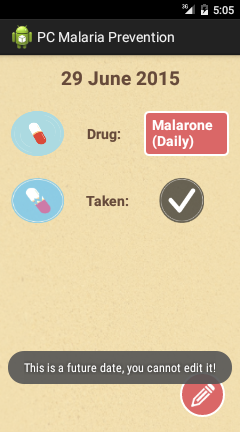 3G 5:05
PC Malaria Prevention
29 June 2015
Drug:
Malarone
(Daily)
Taken:
This is a future date, you cannot edit it!